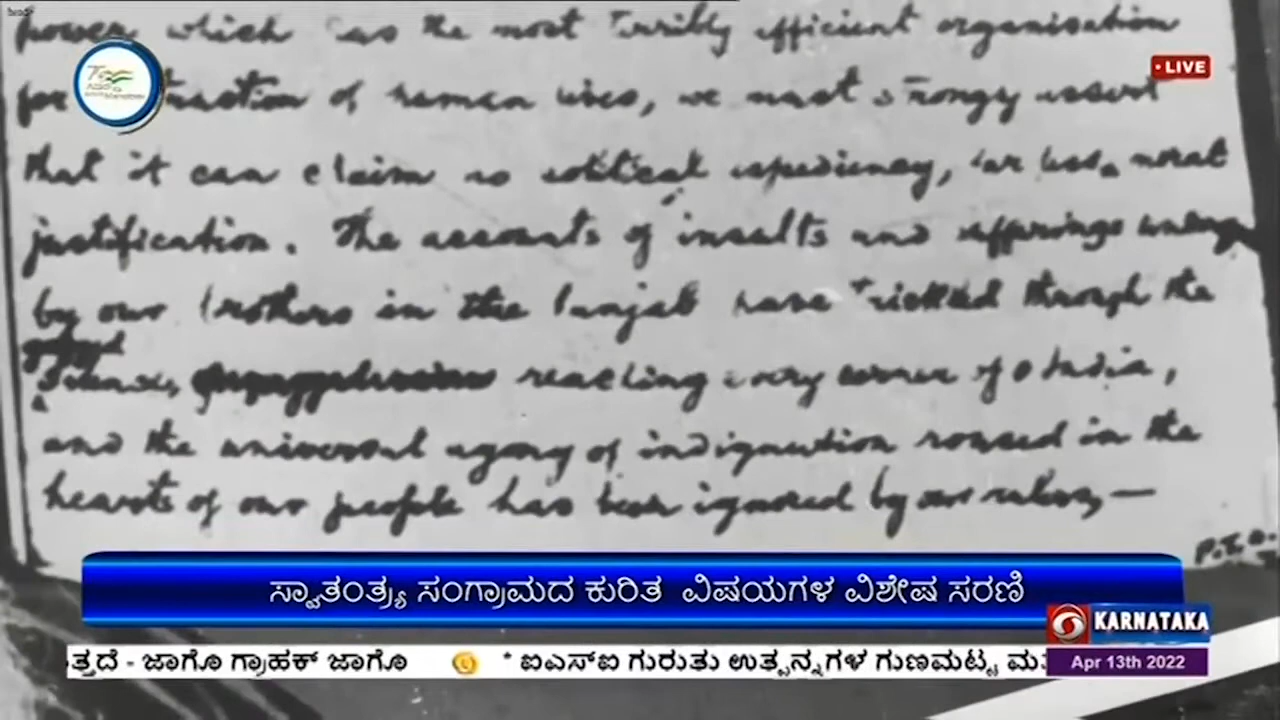 power which has the most terribly efficient organisation
for destruction of human lives, we must strongly assert
that it can claim no political expediency, far less moral
justification. The accounts of insults and sufferings
by our brothers in the Punjab have trickled through the
gagged
silence, reaching every corner of India,
and the universal agony of indignation roused in the
hearts of our people has been ignored by our rulers, —
P.T.O.
LIVE
ಸ್ವಾತಂತ್ರ್ಯ ಸಂಗ್ರಾಮದ ಕುರಿತ ವಿಷಯಗಳ ವಿಶೇಷ ಸರಣಿ
KARNATAKA
ತ್ತದೆ - ಜಾಗೊ ಗ್ರಾಹಕ್ ಜಾಗೊ * ಐಎಸ್ಐ ಗುರುತು ಉತ್ಪನ್ನಗಳ ಗುಣಮಟ್ಟ
Apr 13th 2022